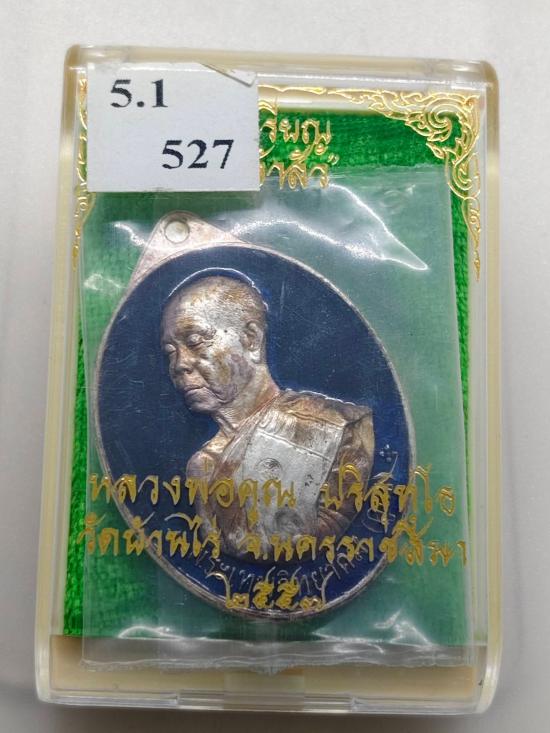 5.1
527
หลวงพ่อคูณ ปริสุทฺโธ
วัดบ้านไร่ จ.นครราชสีมา
๒๕๕๗